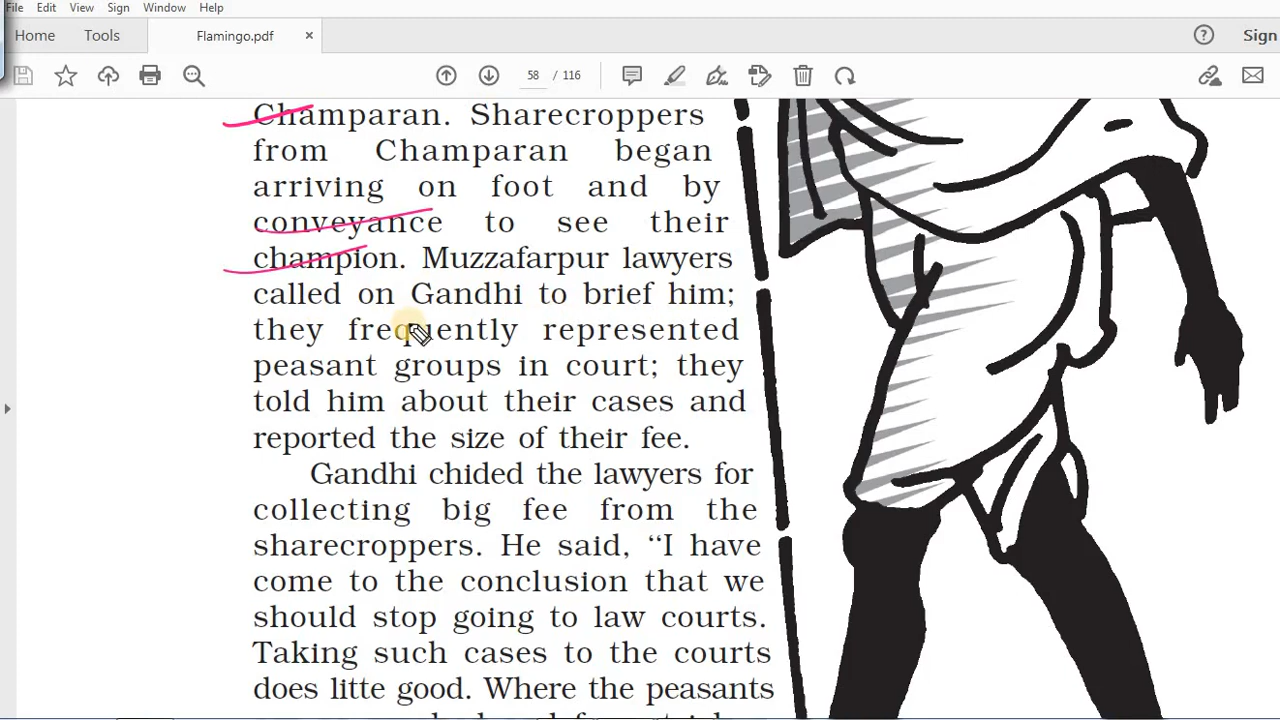 File Edit View Sign Window Help
Home Tools Flamingo.pdf × Sign
58 / 116
Champaran. Sharecroppers
from Champaran began
arriving on foot and by
conveyance to see their
champion. Muzzafarpur lawyers
called on Gandhi to brief him;
they frequently represented
peasant groups in court; they
told him about their cases and
reported the size of their fee.
Gandhi chided the lawyers for
collecting big fee from the
sharecroppers. He said, “I have
come to the conclusion that we
should stop going to law courts.
Taking such cases to the courts
does litte good. Where the peasants